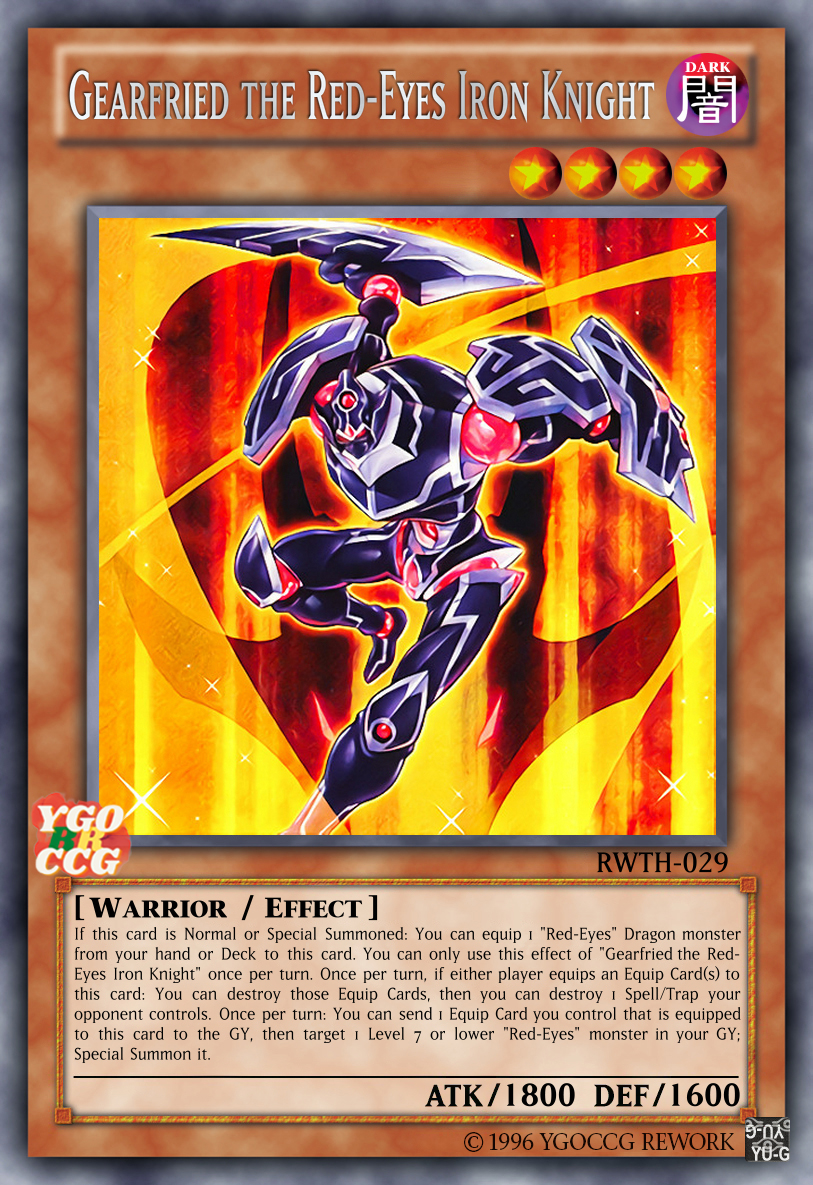 GEARFRIED THE RED-EYES IRON KNIGHT
DARK
闇
YGO
RR
CCG
RWTH-029
[ WARRIOR / EFFECT ]
If this card is Normal or Special Summoned: You can equip 1 "Red-Eyes" Dragon monster
from your hand or Deck to this card. You can only use this effect of "Gearfried the Red-
Eyes Iron Knight" once per turn. Once per turn, if either player equips an Equip Card(s) to
this card: You can destroy those Equip Cards, then you can destroy 1 Spell/Trap your
opponent controls. Once per turn: You can send 1 Equip Card you control that is equipped
to this card to the GY, then target 1 Level 7 or lower "Red-Eyes" monster in your GY;
Special Summon it.
ATK/1800 DEF/1600
© 1996 YGOCCG REWORK
YU-G
YU-G